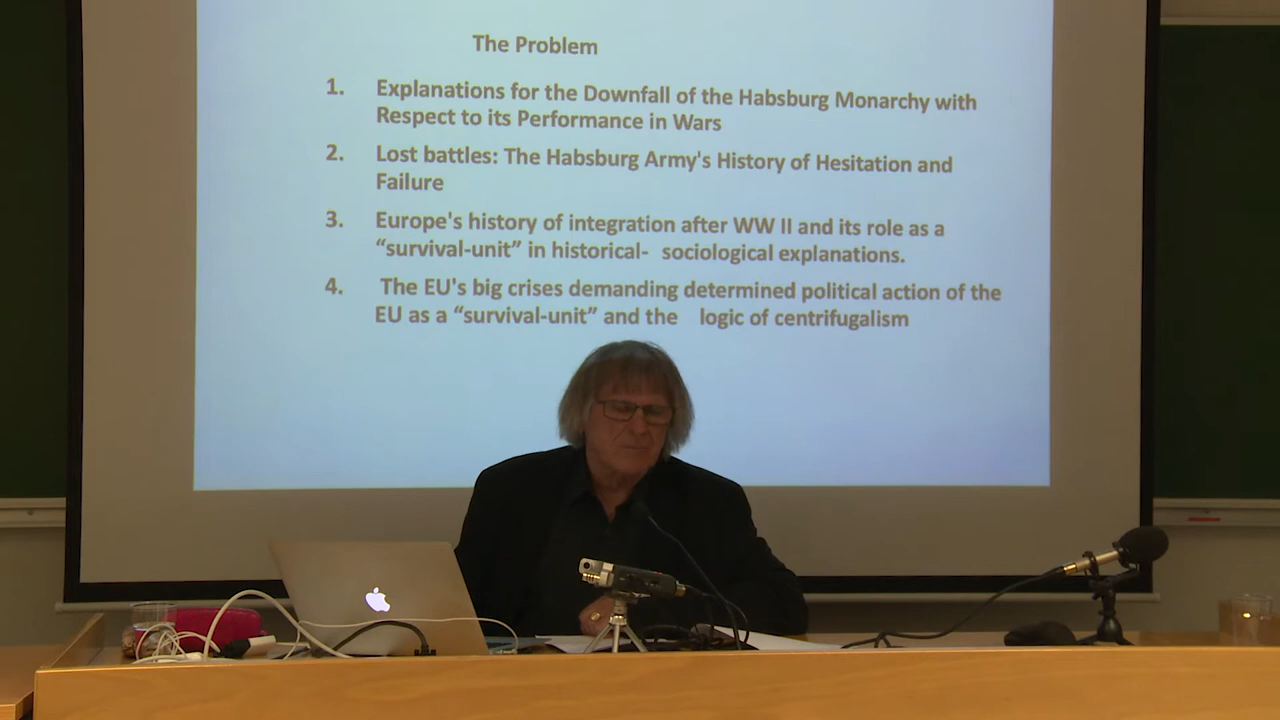 The Problem
1. Explanations for the Downfall of the Habsburg Monarchy with
Respect to its Performance in Wars
2. Lost battles: The Habsburg Army's History of Hesitation and
Failure
3. Europe's history of integration after WW II and its role as a
“survival-unit” in historical- sociological explanations.
4. The EU's big crises demanding determined political action of the
EU as a “survival-unit” and the logic of centrifugalism